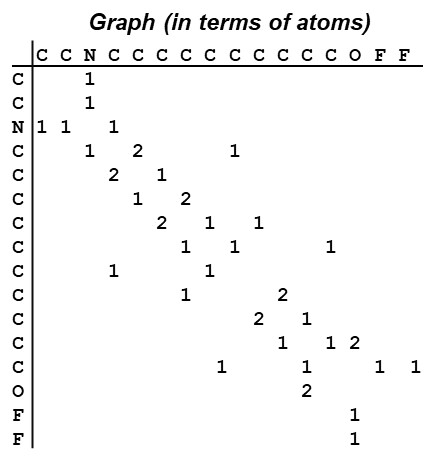 Graph (in terms of atoms)
C C N C C C C C C C C C C O F F
C 1
C 1
N 1 1 1
C 1 2 1
C 2 1
C 1 2
C 2 1 1
C 1 1 1
C 1 1
C 1 2
C 2 1
C 1 1 2
C 1 1 1 1
O 2
F 1
F 1